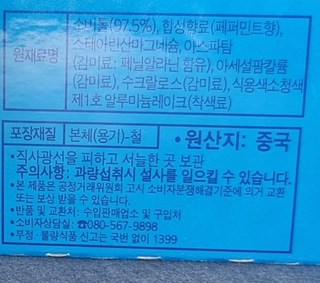 원재료명
소비톨(97.5%), 합성향료(페퍼민트향),
스테아린산마그네슘, 아스파탐
(감미료: 페닐알라닌 함유), 아세설팜칼륨
(감미료), 수크랄로스(감미료), 식용색소청색
제1호 알루미늄레이크(착색료)
포장재질 본체(용기)-철 • 원산지: 중국
• 직사광선을 피하고 서늘한 곳 보관
주의사항: 과량섭취시 설사를 일으킬 수 있습니다.
• 본 제품은 공정거래위원회 고시 소비자분쟁해결기준에 의거 교환
또는 보상 받을 수 있습니다.
• 반품 및 교환처: 수입판매업소 및 구입처
• 소비자상담실: ☎080-567-9898
• 부정·불량식품 신고는 국번 없이 1399